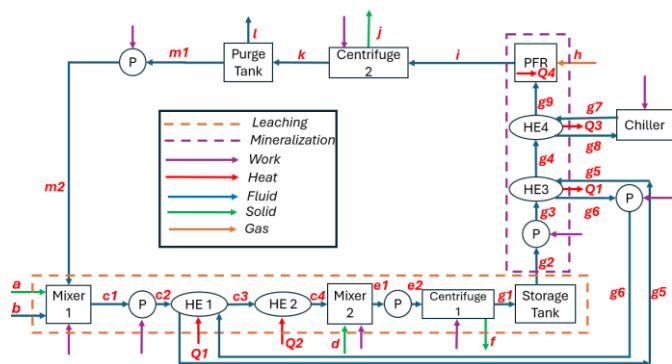 l
j
P
m1
Purge
Tank
k
Centrifuge
2
i
PFR
h
Q4
g9
g7
HE4
Q3
Chiller
g8
g4
g5
HE3
Q1
P
g6
g3
P
g2
Leaching
Mineralization
Work
Heat
Fluid
Solid
Gas
m2
g6
g5
a
b
Mixer
1
c1
P
c2
HE 1
c3
HE 2
c4
Mixer
2
e1
P
e2
Centrifuge
1
g1
Storage
Tank
Q1
Q2
d
f